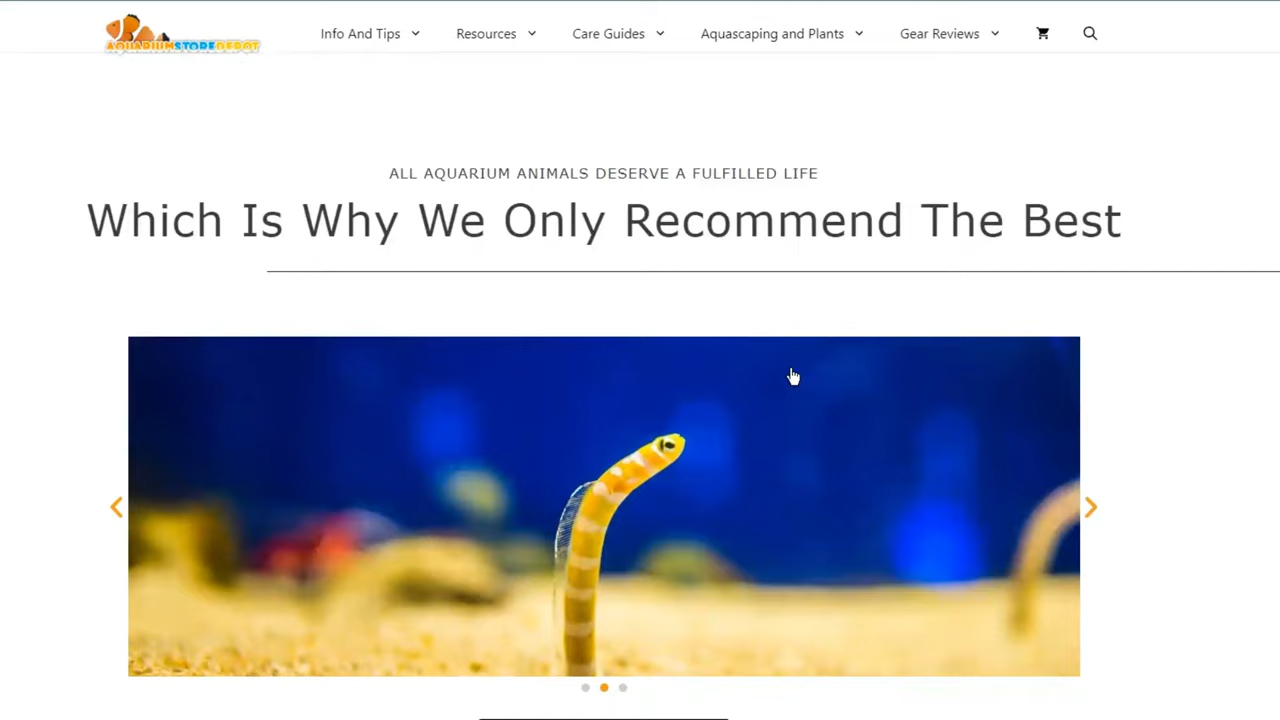 AQUARIUMSTOREDEPOT
Info And Tips
Resources
Care Guides
Aquascaping and Plants
Gear Reviews
ALL AQUARIUM ANIMALS DESERVE A FULFILLED LIFE
Which Is Why We Only Recommend The Best